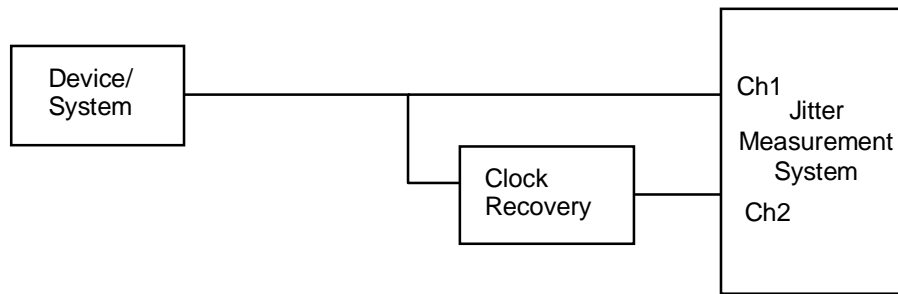 Device/
System
Clock
Recovery
Ch1
Jitter
Measurement
System
Ch2